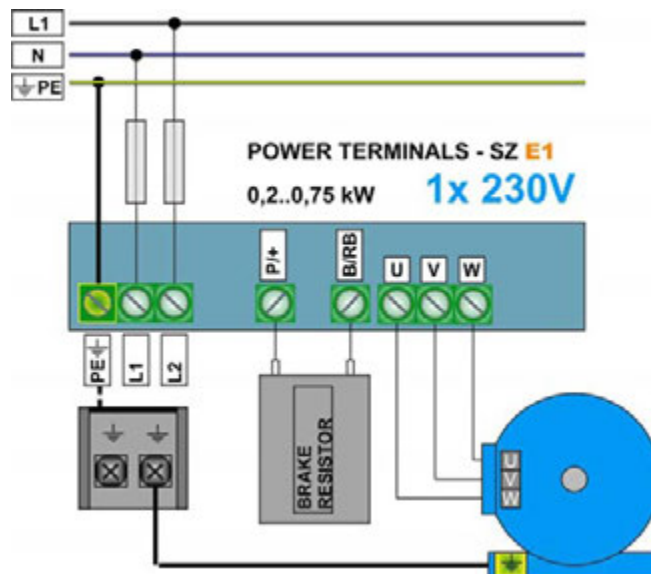 L1
N
PE
POWER TERMINALS - SZ E1
0,2..0,75 kW 1x 230V
P/+
B/RB
U V W
PE L1 L2
BRAKE
RESISTOR
U
V
W